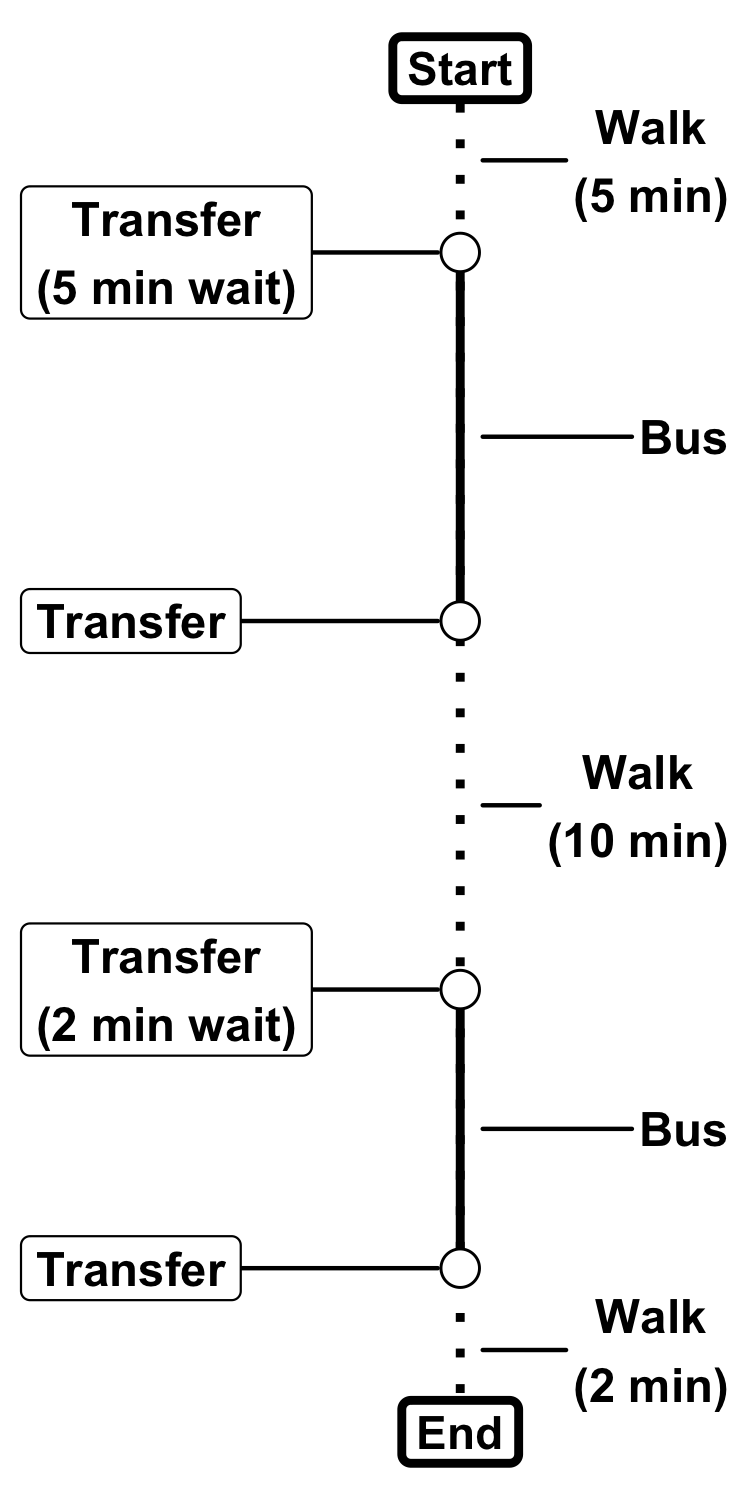 Start
Walk
(5 min)
Transfer
(5 min wait)
Bus
Transfer
Walk
(10 min)
Transfer
(2 min wait)
Bus
Transfer
Walk
(2 min)
End